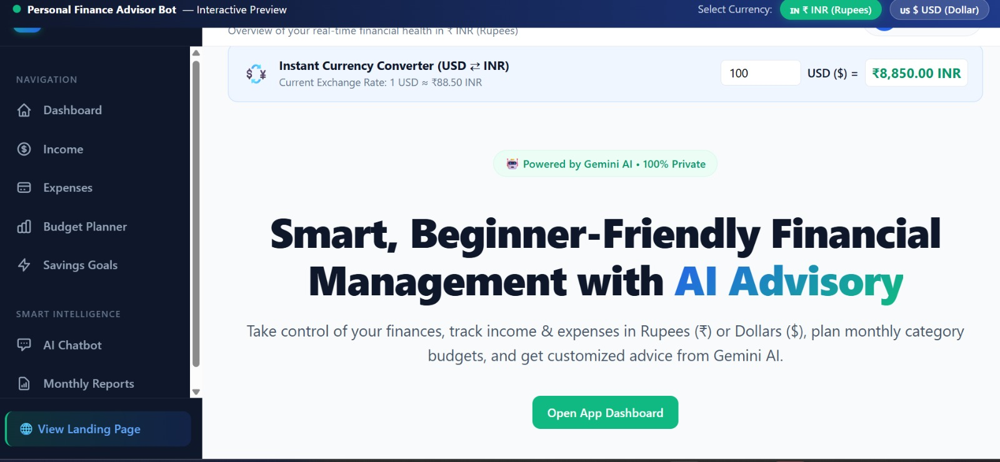 Personal Finance Advisor Bot — Interactive Preview
Select Currency: IN ₹ INR (Rupees) US $ USD (Dollar)
Overview of your real-time financial health in ₹ INR (Rupees)
NAVIGATION
Dashboard
Income
Expenses
Budget Planner
Savings Goals
SMART INTELLIGENCE
AI Chatbot
Monthly Reports
View Landing Page
Instant Currency Converter (USD ⇄ INR)
Current Exchange Rate: 1 USD ≈ ₹88.50 INR
100 USD ($) = ₹8,850.00 INR
Powered by Gemini AI • 100% Private
Smart, Beginner-Friendly Financial
Management with AI Advisory
Take control of your finances, track income & expenses in Rupees (₹) or Dollars ($), plan monthly category
budgets, and get customized advice from Gemini AI.
Open App Dashboard